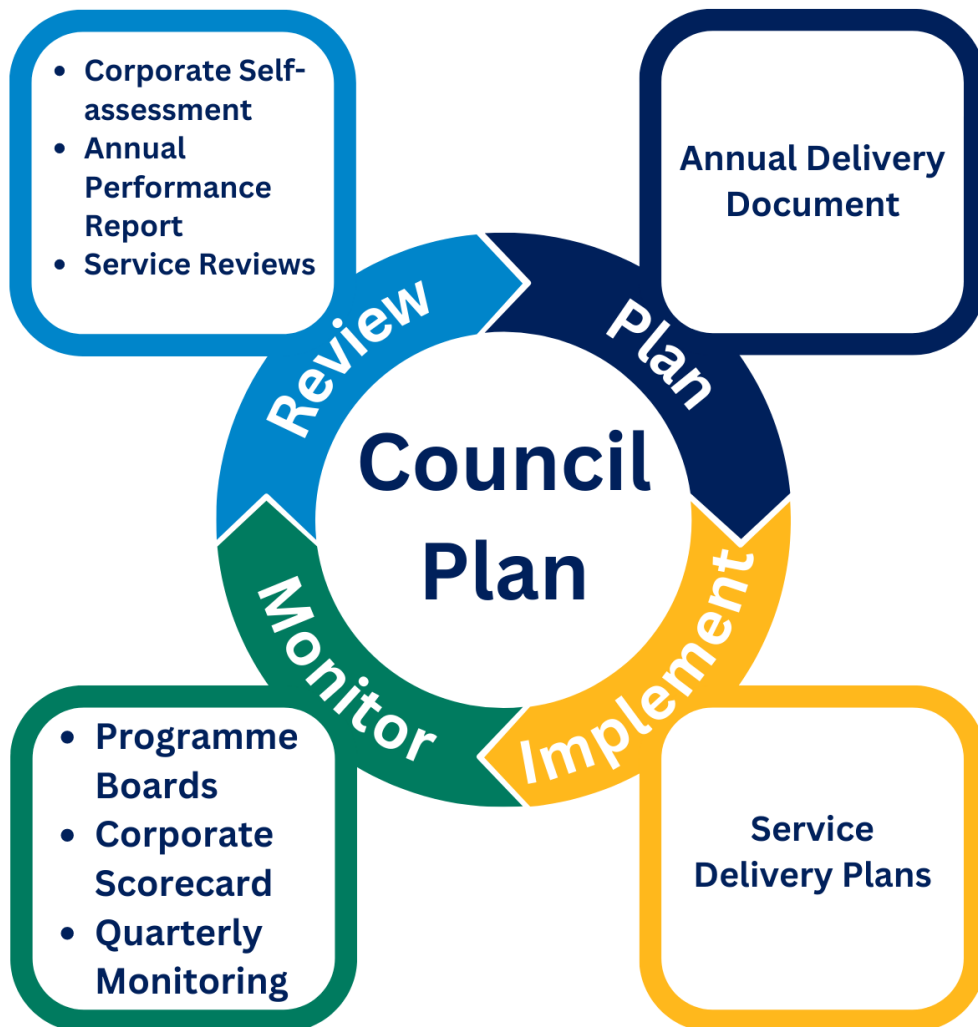 • Corporate Self-
assessment
• Annual
Performance
Report
• Service Reviews
Annual Delivery
Document
Review
Plan
Council
Plan
Monitor
Implement
• Programme
Boards
• Corporate
Scorecard
• Quarterly
Monitoring
Service
Delivery Plans